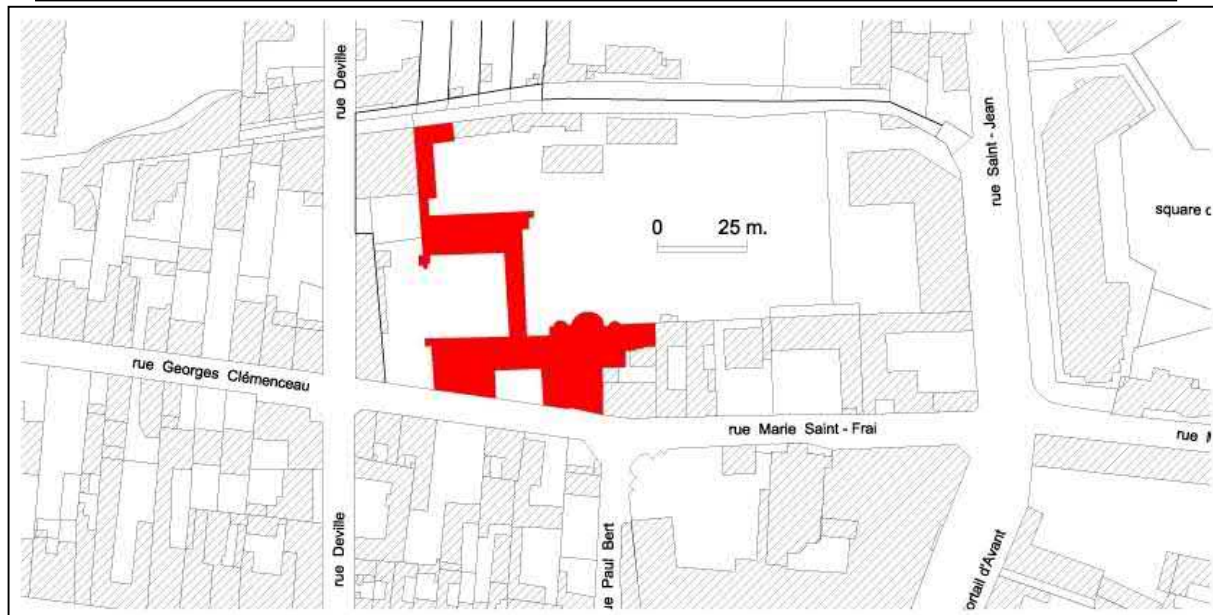 rue Deville
rue Saint - Jean
square
0 25 m.
rue Georges Clémenceau
rue Marie Saint - Frai
rue
rue Deville
rue Paul Bert
d'Avant